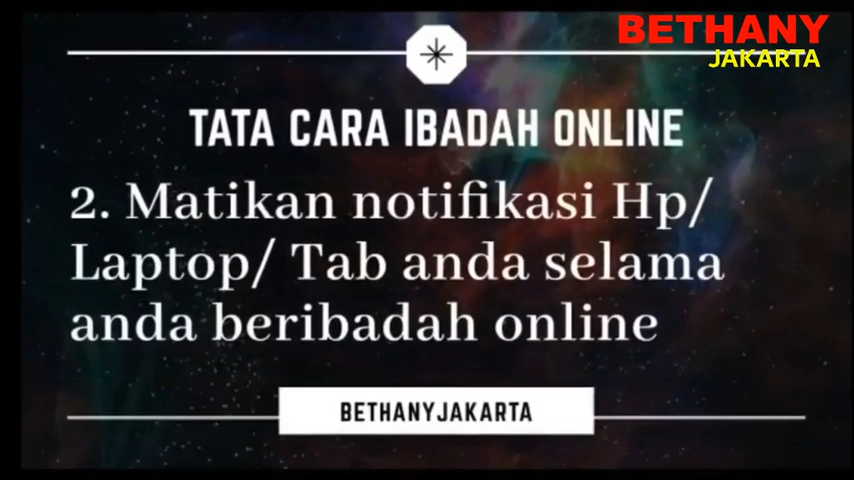 BETHANY
JAKARTA
TATA CARA IBADAH ONLINE
2. Matikan notifikasi Hp/
Laptop/ Tab anda selama
anda beribadah online
BETHANYJAKARTA